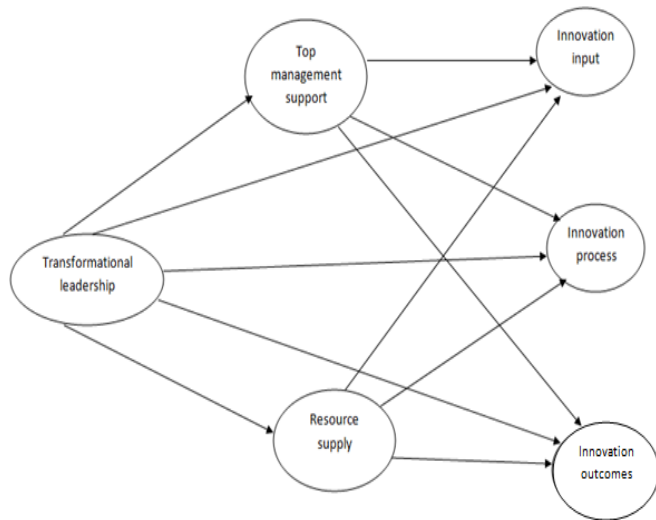 Top
management
support
Innovation
input
Transformational
leadership
Innovation
process
Resource
supply
Innovation
outcomes